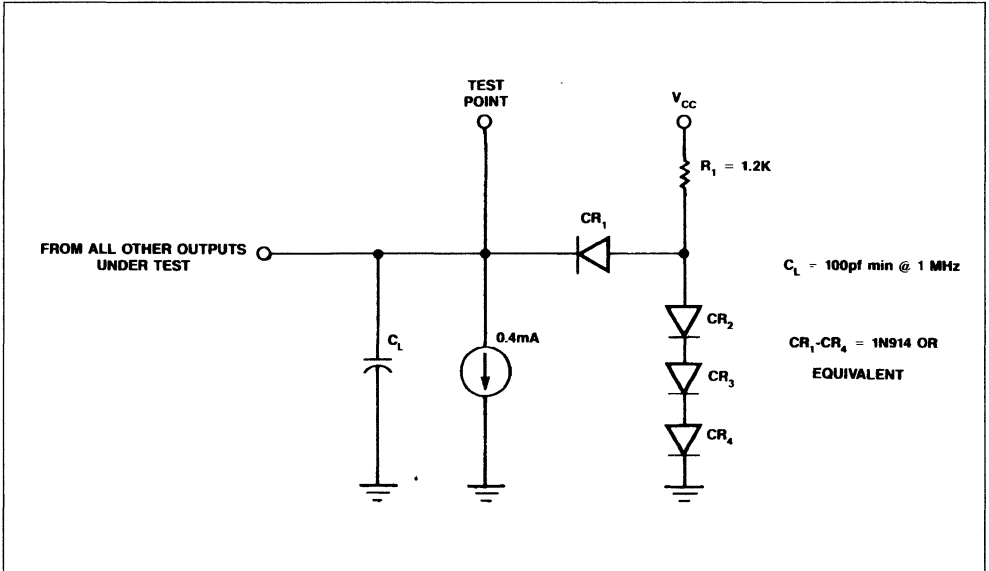 TEST
POINT
V_CC
R_1 = 1.2K
CR_1
FROM ALL OTHER OUTPUTS
UNDER TEST
C_L = 100pf min @ 1 MHz
CR_2
C_L
0.4mA
CR_1-CR_4 = 1N914 OR
EQUIVALENT
CR_3
CR_4